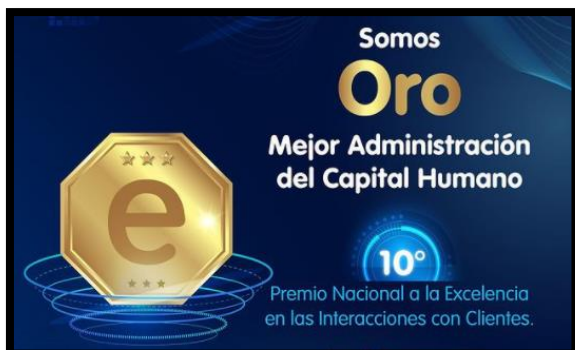 Somos
Oro
Mejor Administración
del Capital Humano
e
10°
Premio Nacional a la Excelencia
en las Interacciones con Clientes.